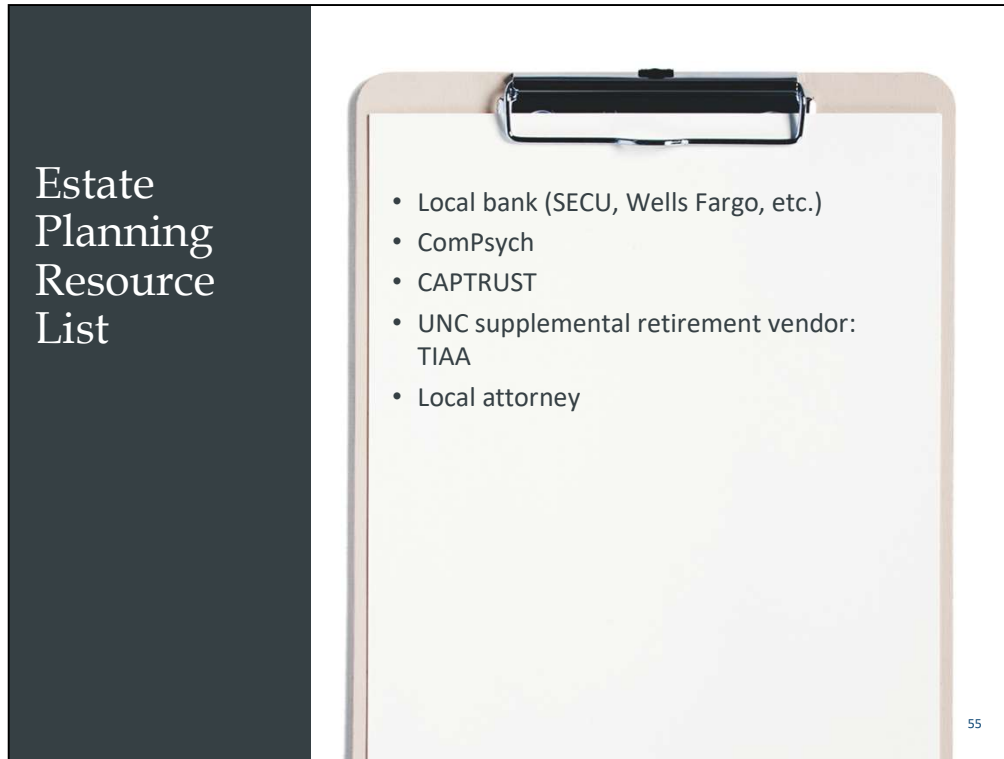 Estate
Planning
Resource
List
• Local bank (SECU, Wells Fargo, etc.)
• ComPsych
• CAPTRUST
• UNC supplemental retirement vendor:
TIAA
• Local attorney
55